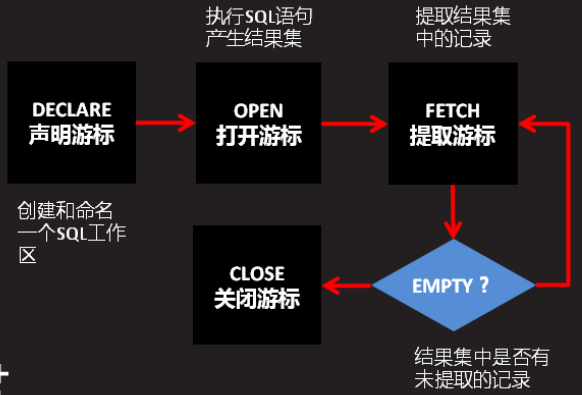 执行SQL语句
产生结果集
提取结果集
中的记录
DECLARE
声明游标
OPEN
打开游标
FETCH
提取游标
创建和命名
一个SQL工作
区
CLOSE
关闭游标
EMPTY？
结果集中是否有
未提取的记录